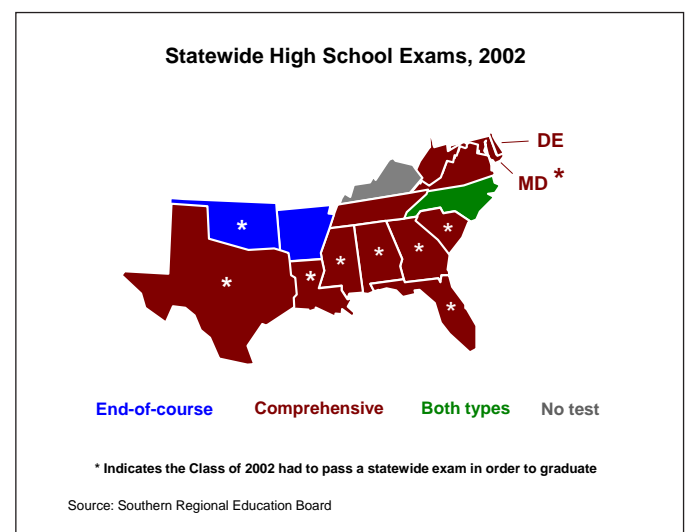 Statewide High School Exams, 2002
DE
MD *
*
*
*
*
*
*
*
*
End-of-course Comprehensive Both types No test
* Indicates the Class of 2002 had to pass a statewide exam in order to graduate
Source: Southern Regional Education Board